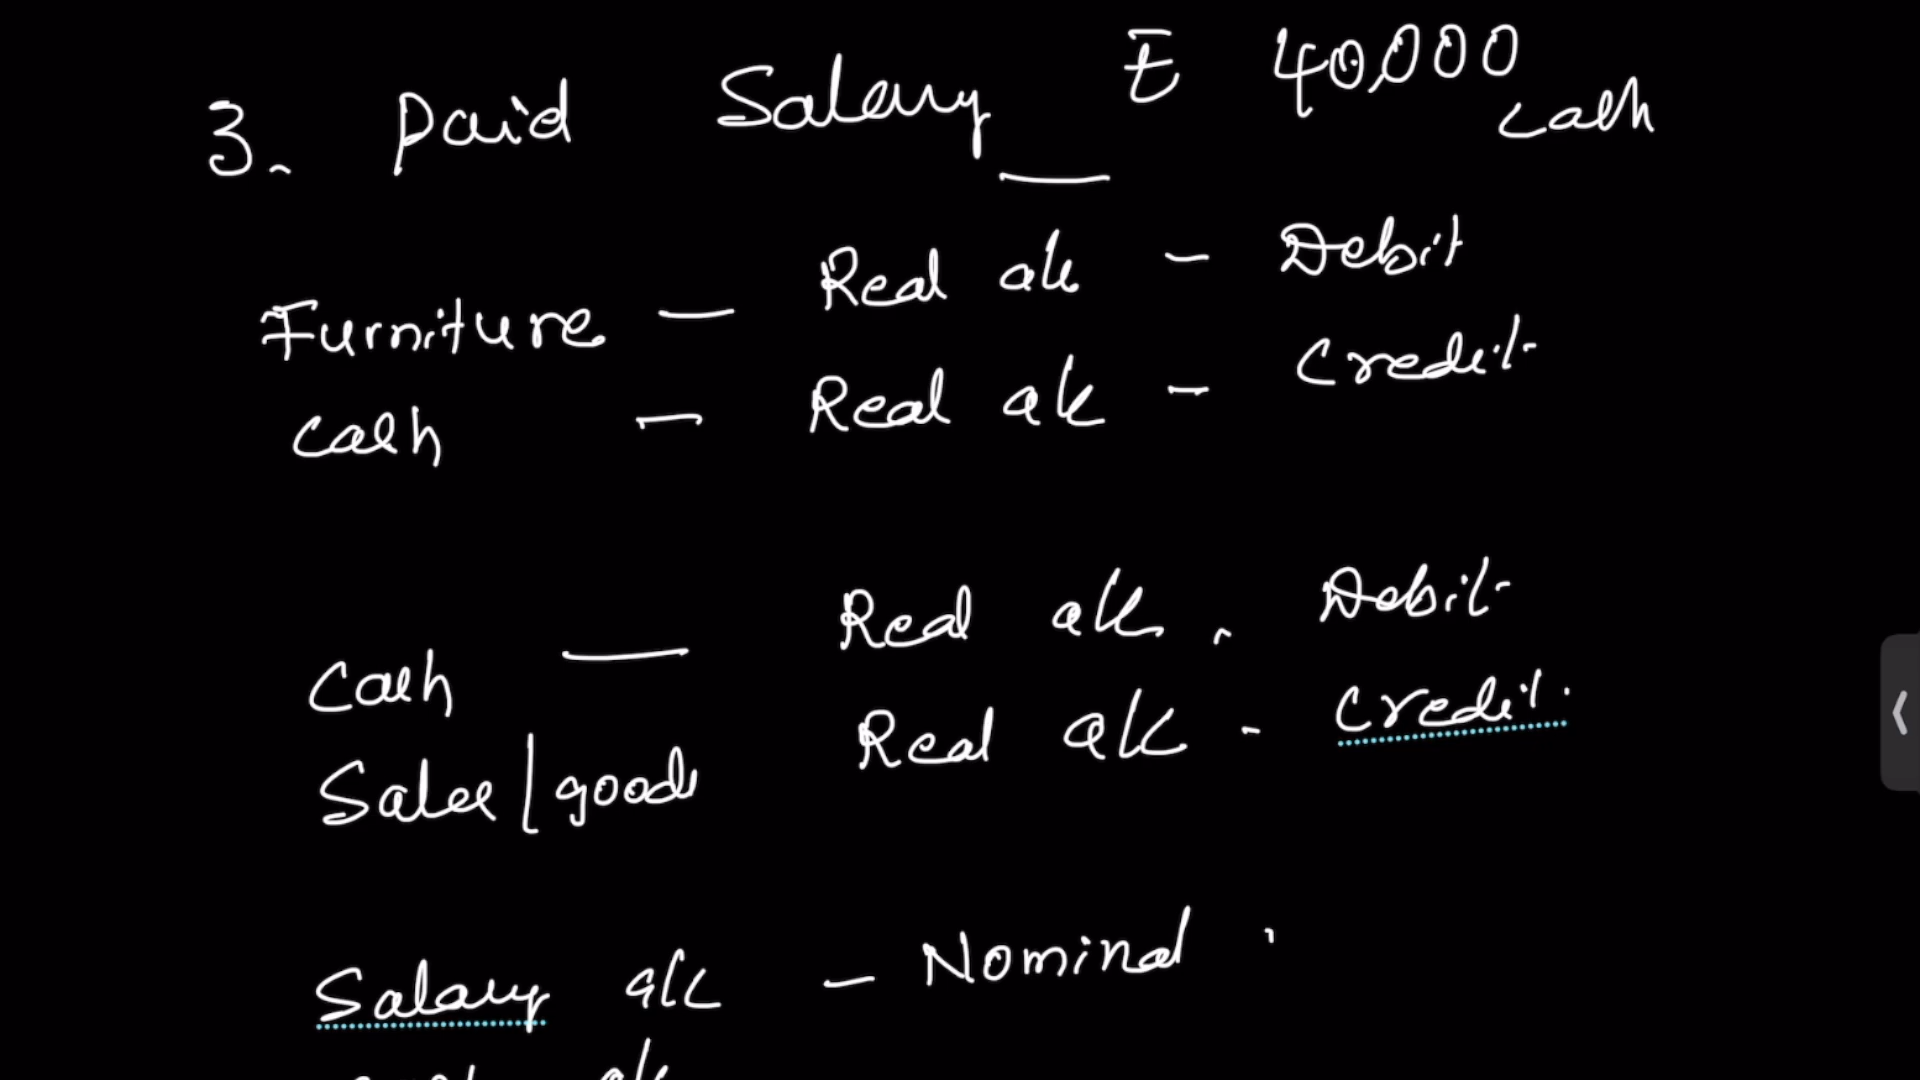 3. Paid Salary ₹ 40,000 cash
Furniture - Real a/c - Debit
Cash - Real a/c - Credit
Cash - Real a/c. Debit
Sales/goods Real a/c - Credit.
Salary a/c - Nominal
a/c